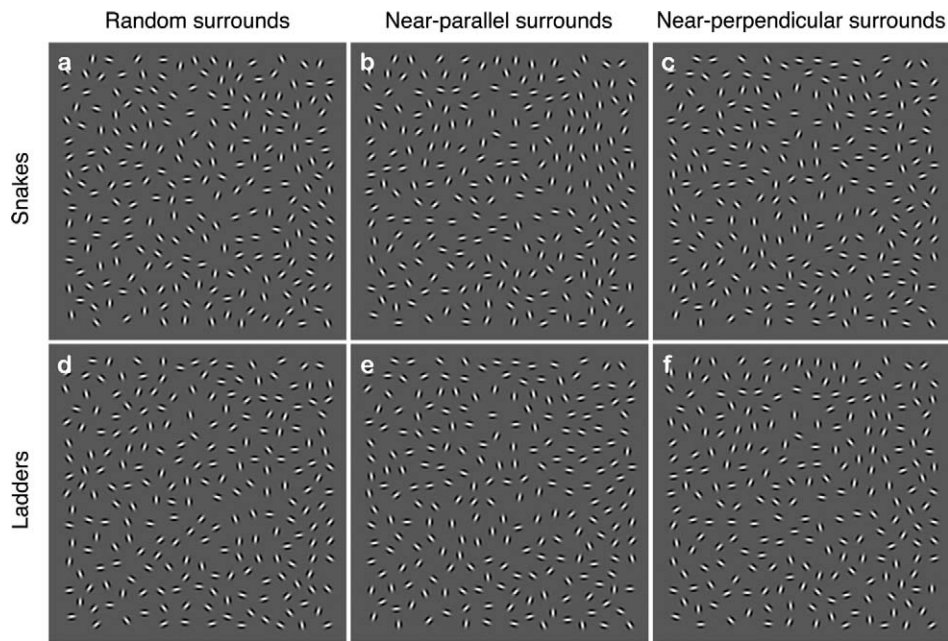 Random surrounds
Near-parallel surrounds
Near-perpendicular surrounds
Snakes
a
b
c
Ladders
d
e
f